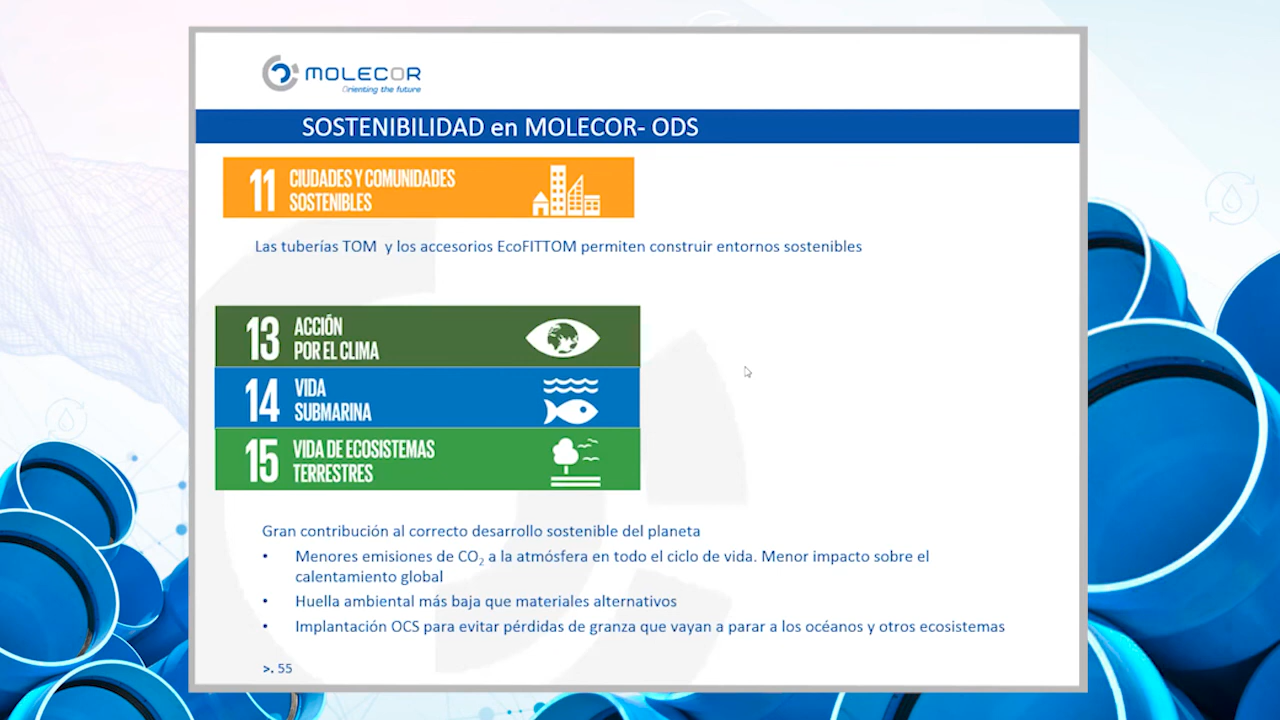 MOLECOR
Orienting the future
SOSTENIBILIDAD en MOLECOR- ODS
11 CIUDADES Y COMUNIDADES
SOSTENIBLES
Las tuberías TOM y los accesorios EcoFITTOM permiten construir entornos sostenibles
13 ACCIÓN
POR EL CLIMA
14 VIDA
SUBMARINA
15 VIDA DE ECOSISTEMAS
TERRESTRES
Gran contribución al correcto desarrollo sostenible del planeta
• Menores emisiones de CO₂ a la atmósfera en todo el ciclo de vida. Menor impacto sobre el
calentamiento global
• Huella ambiental más baja que materiales alternativos
• Implantación OCS para evitar pérdidas de granza que vayan a parar a los océanos y otros ecosistemas
>. 55